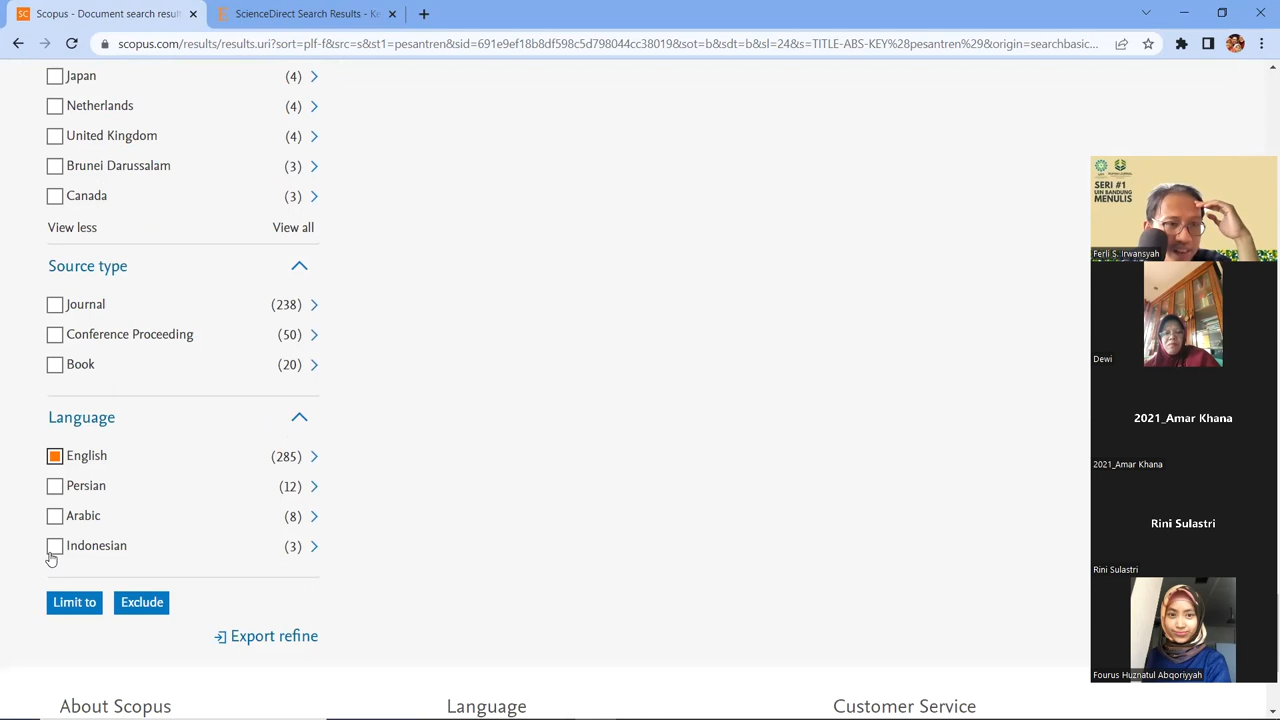 Scopus - Document search result
ScienceDirect Search Results - Ke
scopus.com/results/results.uri?sort=plf-f&src=s&st1=pesantren&sid=691e9ef18b8df598c5d798044cc38019&sot=b&sdt=b&sl=24&s=TITLE-ABS-KEY%28pesantren%29&origin=searchbasic...
Japan (4)
Netherlands (4)
United Kingdom (4)
Brunei Darussalam (3)
Canada (3)
View less View all
Source type
Journal (238)
Conference Proceeding (50)
Book (20)
Language
English (285)
Persian (12)
Arabic (8)
Indonesian (3)
Limit to Exclude
Export refine
About Scopus Language Customer Service
SERI #1
UIN BANDUNG
MENULIS
Ferli S. Irwansyah
Dewi
2021_Amar Khana
2021_Amar Khana
Rini Sulastri
Rini Sulastri
Fourus Huznatul Abqoriyyah